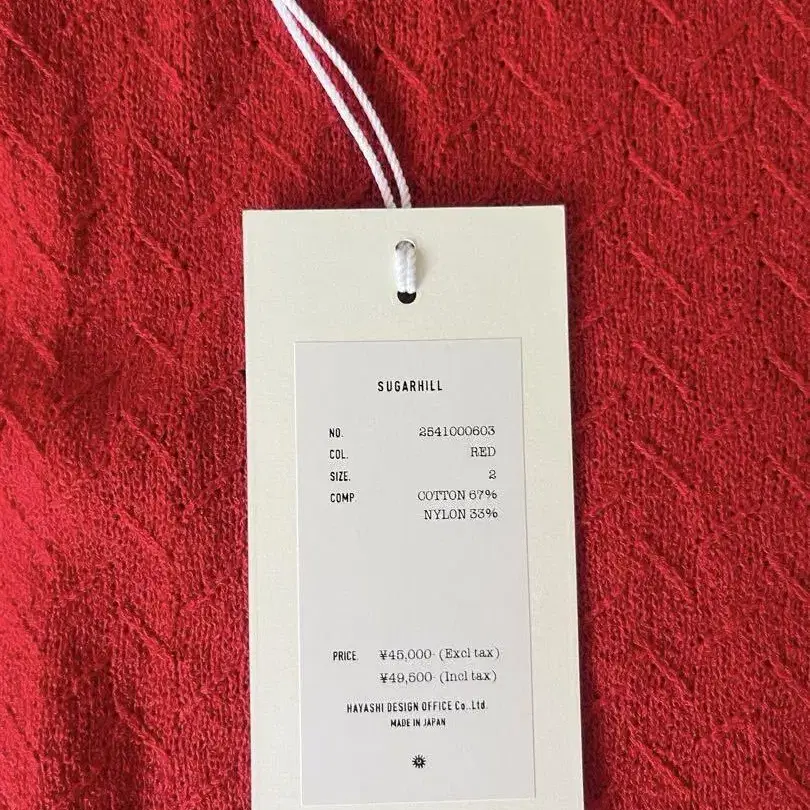 SUGARHILL
NO. 2541000603
COL. RED
SIZE. 2
COMP. COTTON 67%
NYLON 33%
PRICE. ¥45,000- (Excl tax)
¥49,500- (Incl tax)
HAYASHI DESIGN OFFICE Co.,Ltd.
MADE IN JAPAN